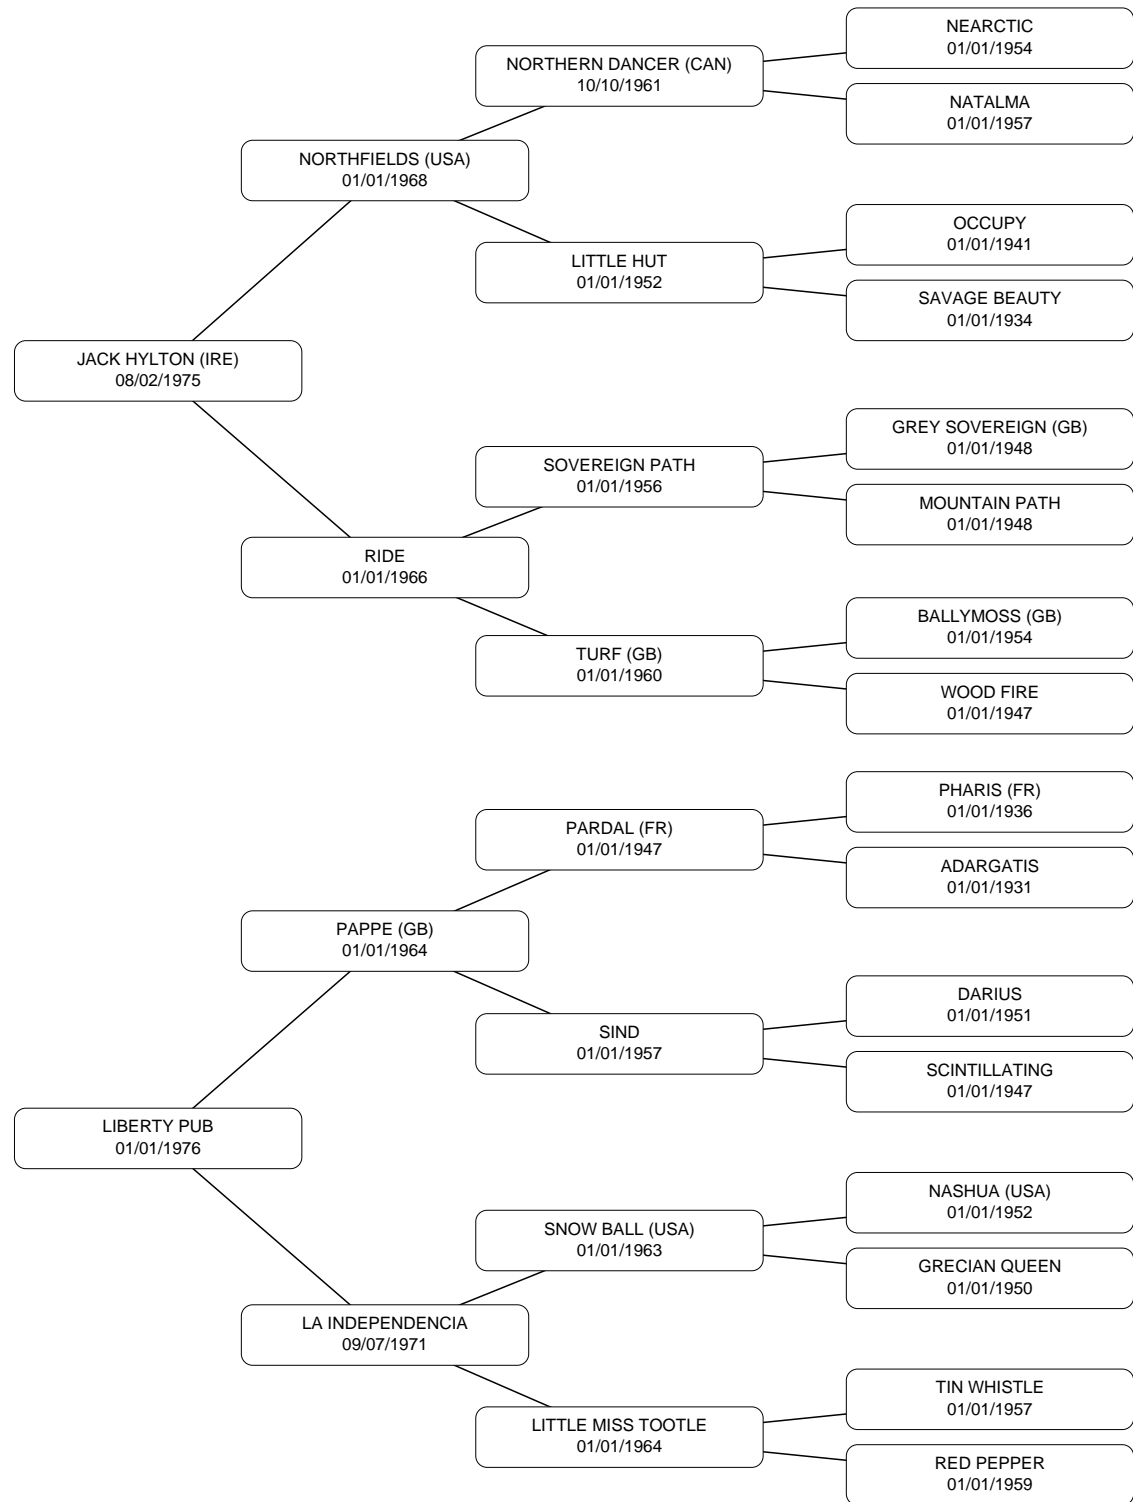 NEARCTIC
01/01/1954
NORTHERN DANCER (CAN)
10/10/1961
NATALMA
01/01/1957
NORTHFIELDS (USA)
01/01/1968
OCCUPY
01/01/1941
LITTLE HUT
01/01/1952
SAVAGE BEAUTY
01/01/1934
JACK HYLTON (IRE)
08/02/1975
GREY SOVEREIGN (GB)
01/01/1948
SOVEREIGN PATH
01/01/1956
MOUNTAIN PATH
01/01/1948
RIDE
01/01/1966
BALLYMOSS (GB)
01/01/1954
TURF (GB)
01/01/1960
WOOD FIRE
01/01/1947
PHARIS (FR)
01/01/1936
PARDAL (FR)
01/01/1947
ADARGATIS
01/01/1931
PAPPE (GB)
01/01/1964
DARIUS
01/01/1951
SIND
01/01/1957
SCINTILLATING
01/01/1947
LIBERTY PUB
01/01/1976
NASHUA (USA)
01/01/1952
SNOW BALL (USA)
01/01/1963
GRECIAN QUEEN
01/01/1950
LA INDEPENDENCIA
09/07/1971
TIN WHISTLE
01/01/1957
LITTLE MISS TOOTLE
01/01/1964
RED PEPPER
01/01/1959